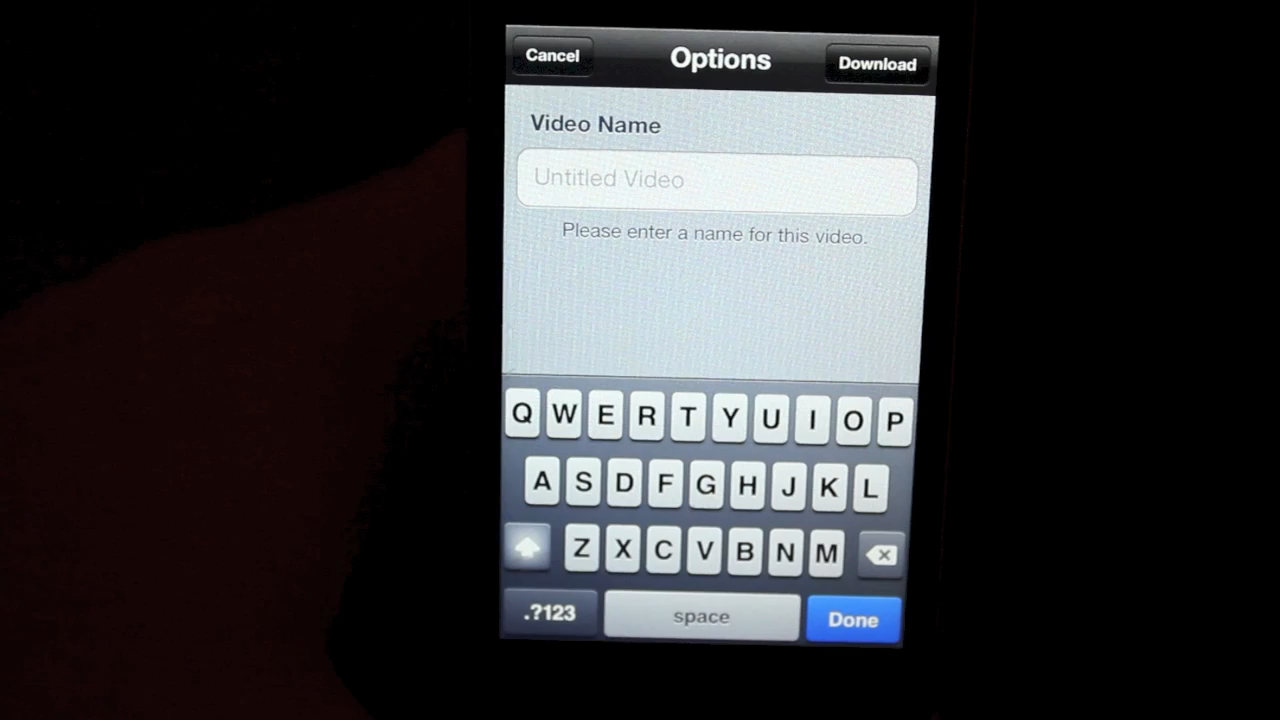 Cancel Options Download
Video Name
Untitled Video
Please enter a name for this video.
Q W E R T Y U I O P
A S D F G H J K L
Z X C V B N M
.?123 space Done